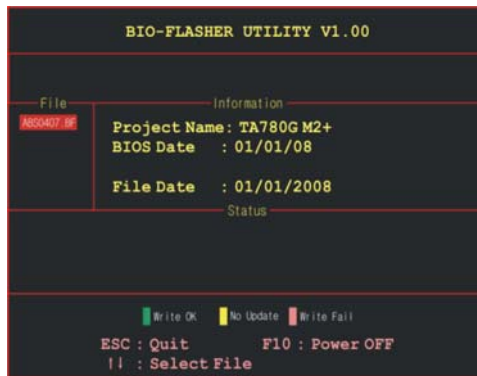 BIO-FLASHER UTILITY V1.00
File
Information
A8S0407.BF
Project Name: TA780G M2+
BIOS Date : 01/01/08
File Date : 01/01/2008
Status
Write OK No Update Write Fail
ESC : Quit F10 : Power OFF
↑↓ : Select File